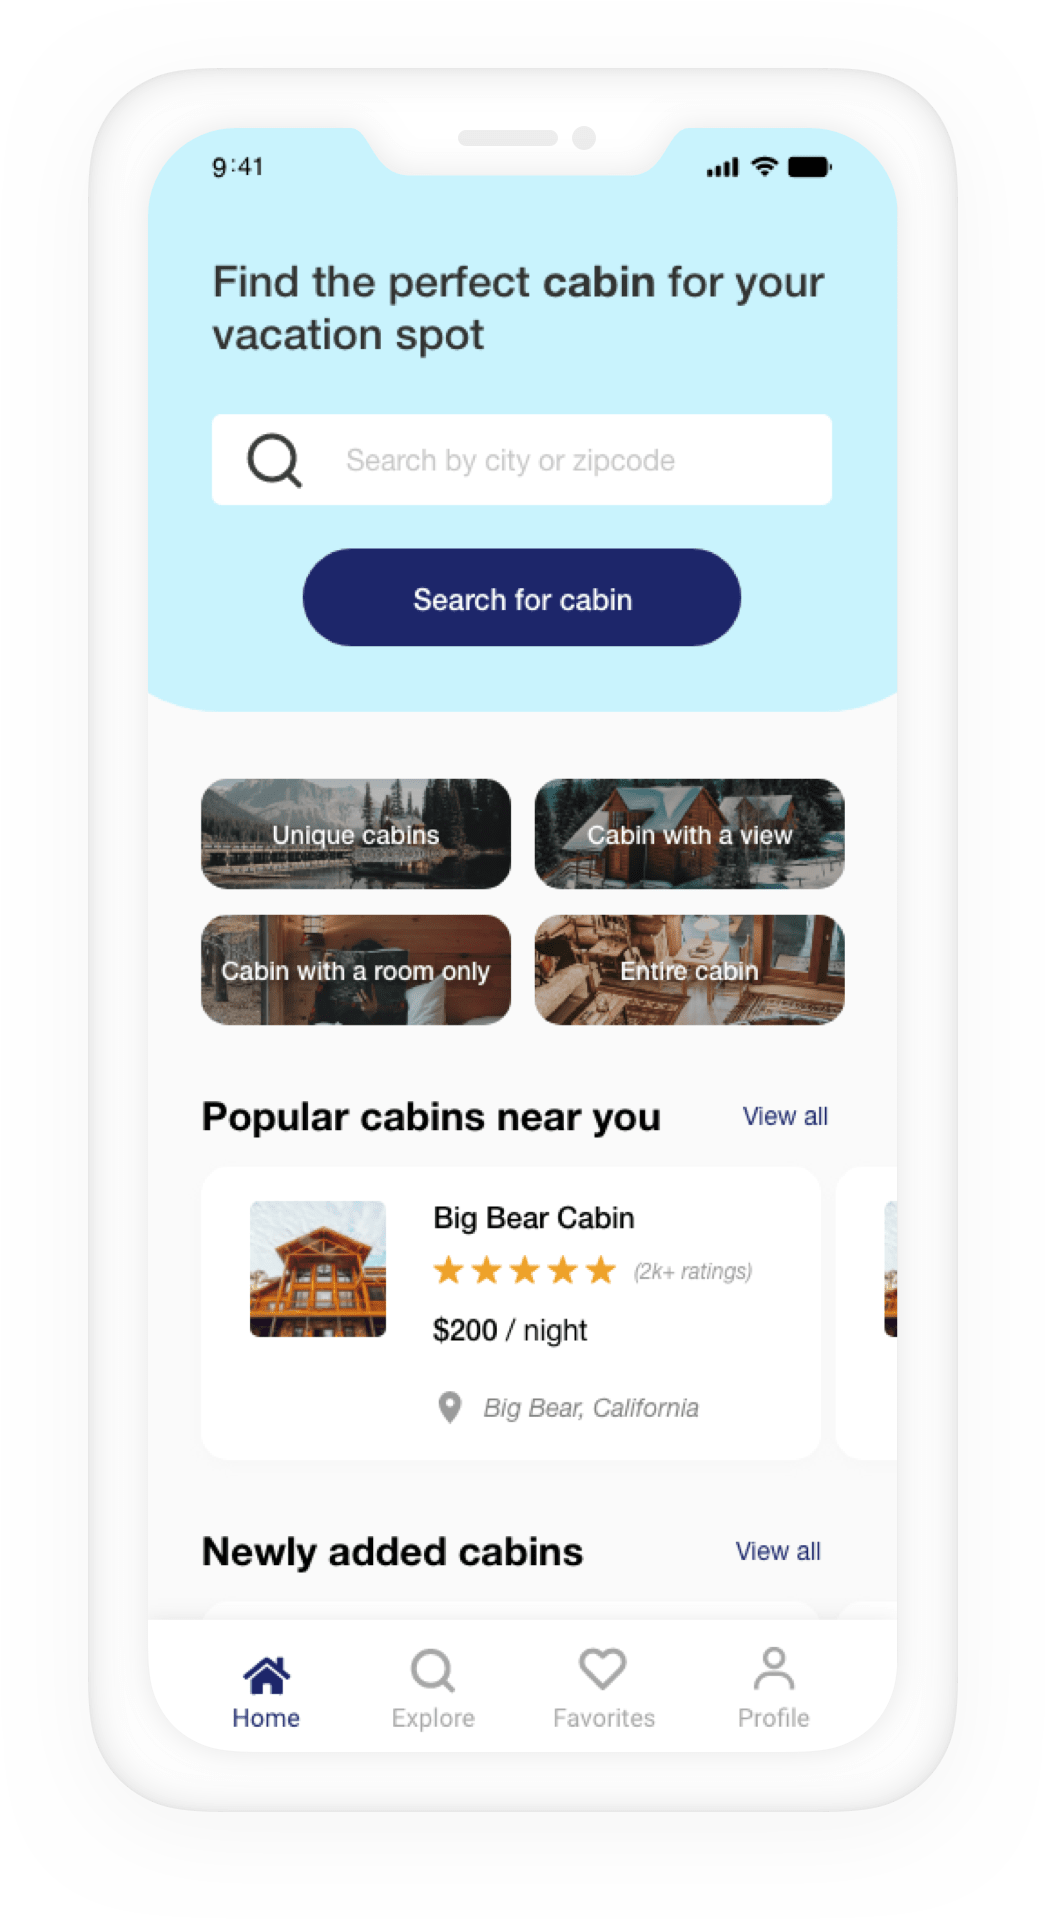 9:41
Find the perfect cabin for your
vacation spot
Search by city or zipcode
Search for cabin
Unique cabins
Cabin with a view
Cabin with a room only
Entire cabin
Popular cabins near you
View all
Big Bear Cabin
(2k+ ratings)
$200 / night
Big Bear, California
Newly added cabins
View all
Home
Explore
Favorites
Profile